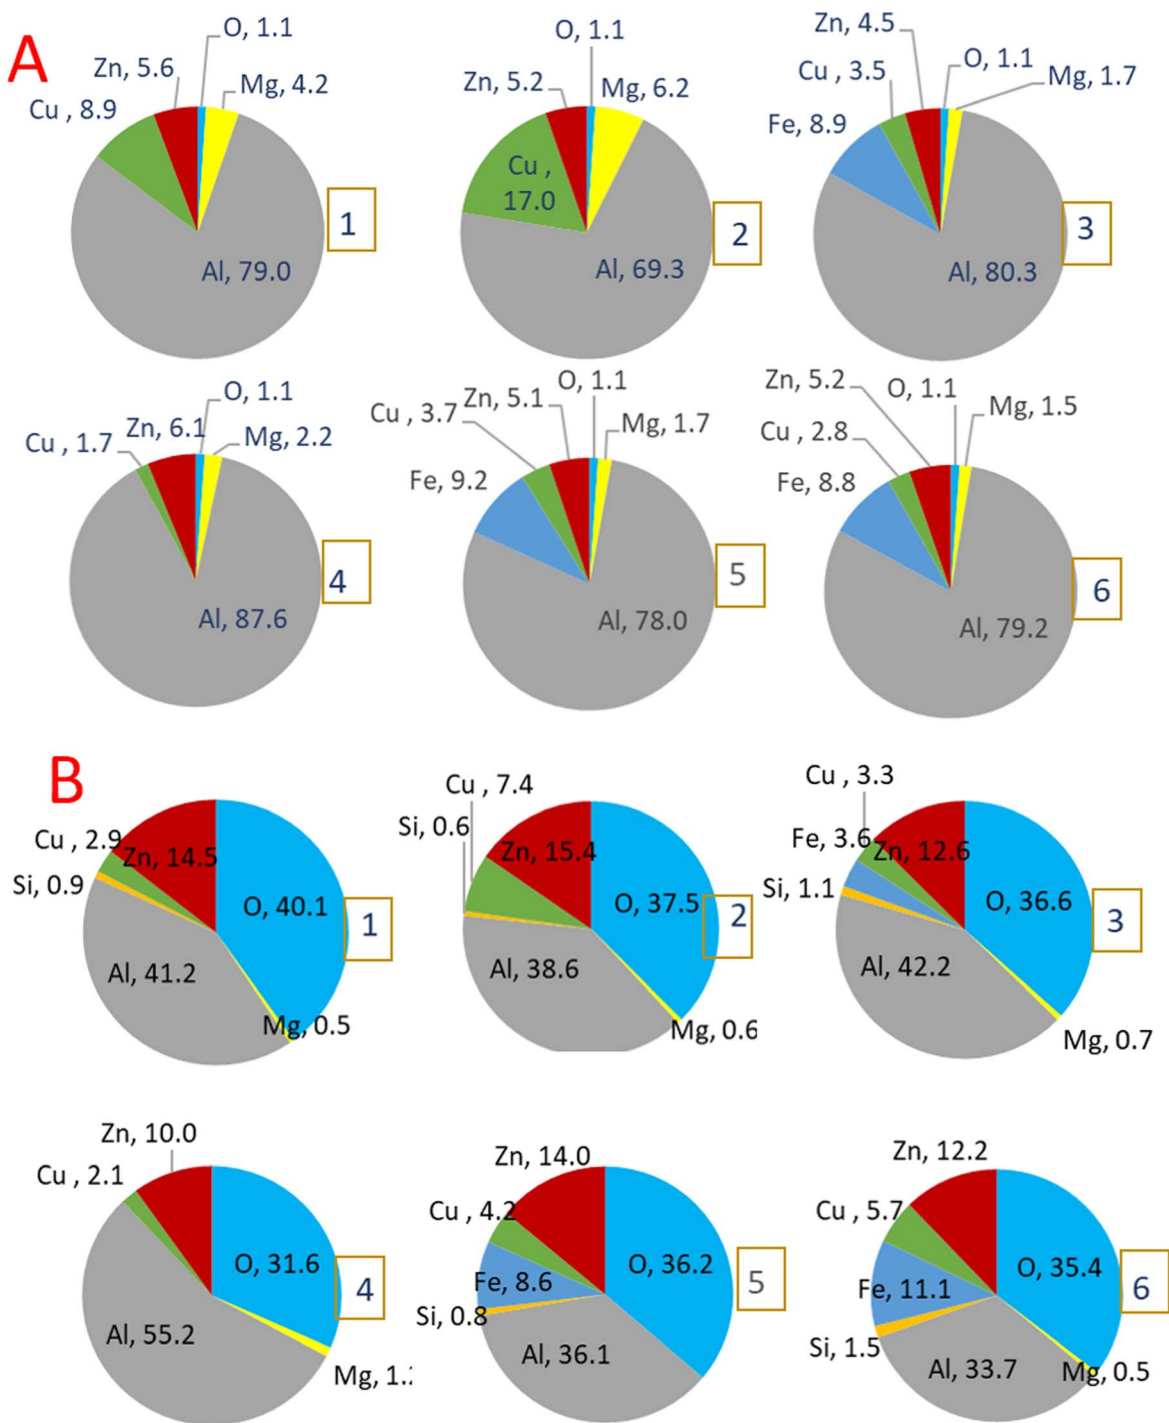 A
O, 1.1
Zn, 5.6
Mg, 4.2
Cu , 8.9
Al, 79.0
1
O, 1.1
Zn, 5.2
Mg, 6.2
Cu ,
17.0
Al, 69.3
2
Zn, 4.5
O, 1.1
Cu , 3.5
Mg, 1.7
Fe, 8.9
Al, 80.3
3
O, 1.1
Zn, 6.1
Mg, 2.2
Cu , 1.7
Al, 87.6
4
O, 1.1
Zn, 5.1
Cu , 3.7
Mg, 1.7
Fe, 9.2
Al, 78.0
5
Zn, 5.2
O, 1.1
Mg, 1.5
Cu , 2.8
Fe, 8.8
Al, 79.2
6
B
Cu , 2.9
Zn, 14.5
Si, 0.9
O, 40.1
Al, 41.2
Mg, 0.5
1
Cu , 7.4
Si, 0.6
Zn, 15.4
O, 37.5
Al, 38.6
Mg, 0.6
2
Cu , 3.3
Fe, 3.6
Zn, 12.6
Si, 1.1
O, 36.6
Al, 42.2
Mg, 0.7
3
Zn, 10.0
Cu , 2.1
O, 31.6
Al, 55.2
Mg, 1.
4
Zn, 14.0
Cu , 4.2
O, 36.2
Fe, 8.6
Si, 0.8
Al, 36.1
5
Zn, 12.2
Cu , 5.7
O, 35.4
Fe, 11.1
Si, 1.5
Al, 33.7
Mg, 0.5
6